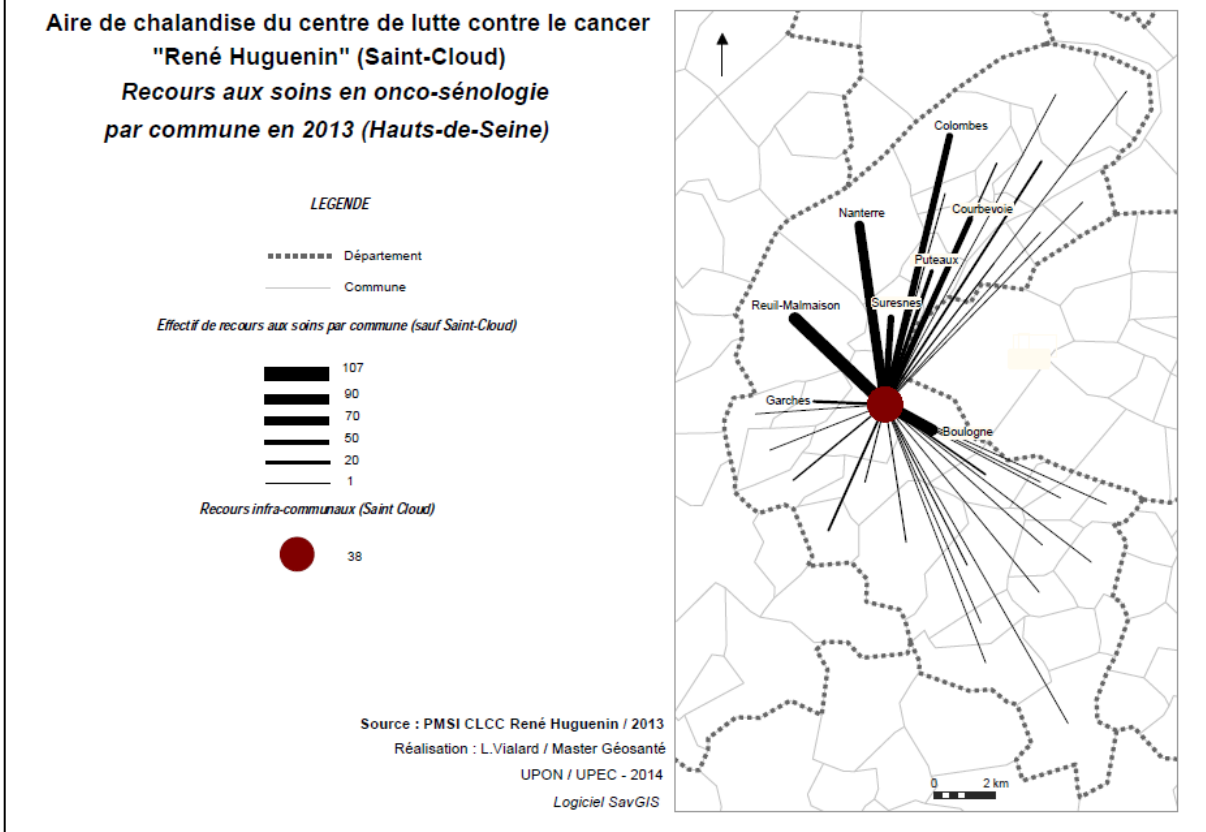 Aire de chalandise du centre de lutte contre le cancer
"René Huguenin" (Saint-Cloud)
Recours aux soins en onco-sénologie
par commune en 2013 (Hauts-de-Seine)
LEGENDE
Département
Commune
Effectif de recours aux soins par commune (sauf Saint-Cloud)
107
90
70
50
20
1
Recours infra-communaux (Saint Cloud)
38
Source : PMSI CLCC René Huguenin / 2013
Réalisation : L.Vialard / Master Géosanté
UPON / UPEC - 2014
Logiciel SavGIS
Colombes
Nanterre
Courbevoie
Puteaux
Reuil-Malmaison
Suresnes
Garches
Boulogne
0 2 km